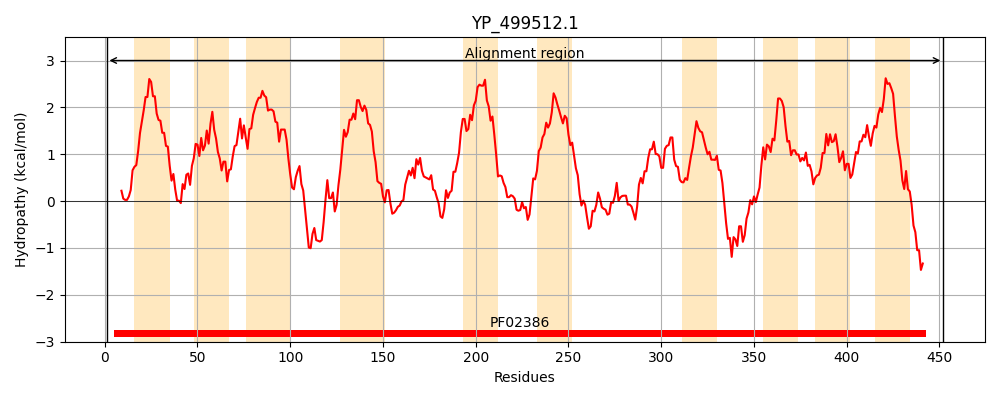 YP_499512.1
Alignment region
PF02386
Hydropathy (kcal/mol)
3
2
1
0
−1
−2
−3
0 50 100 150 200 250 300 350 400 450
Residues